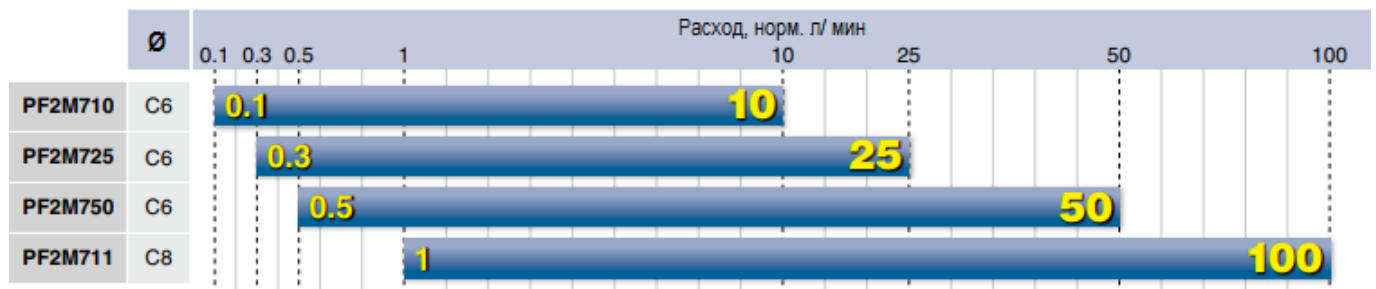 Расход, норм. л/ мин
Ø
0.1 0.3 0.5 1 10 25 50 100
PF2M710 C6 0.1 10
PF2M725 C6 0.3 25
PF2M750 C6 0.5 50
PF2M711 C8 1 100